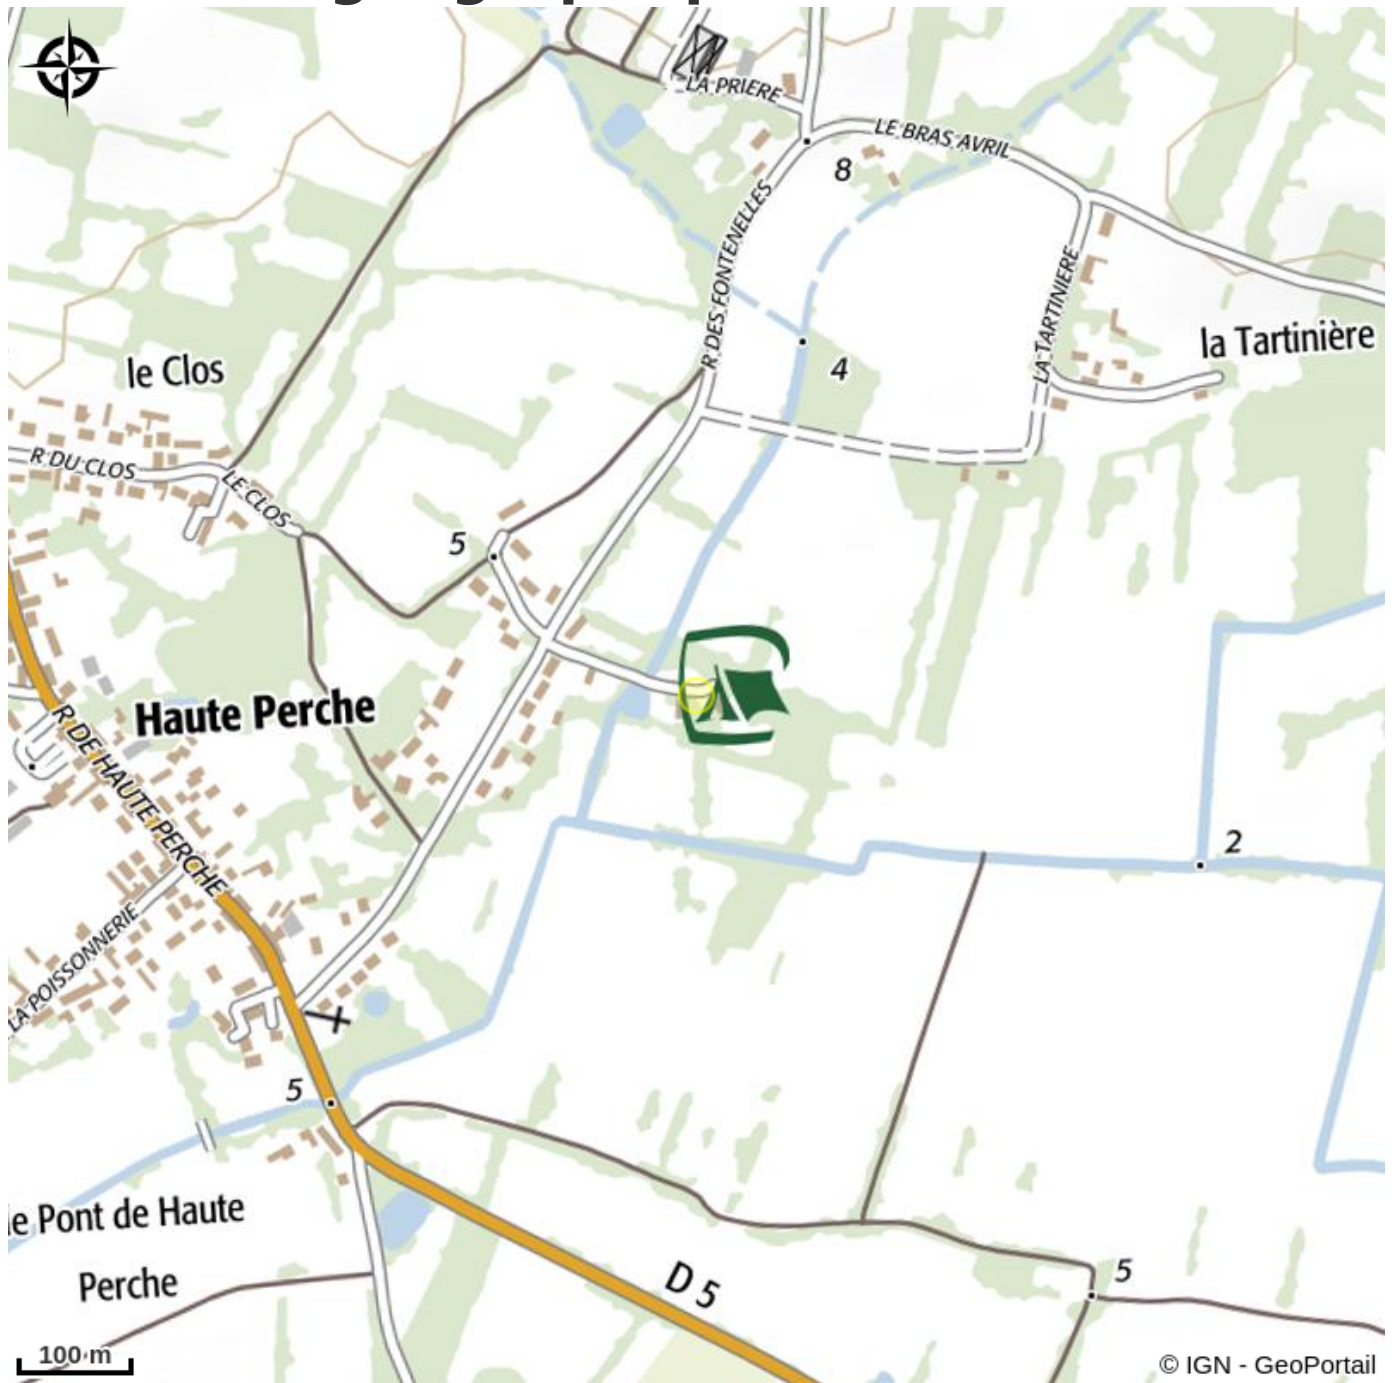 LA PRIERE
LE BRAS AVRIL
8
R DES FONTENELLES
LA TARTINIERE
la Tartinière
4
le Clos
R DU CLOS
LE CLOS
5
Haute Perche
R DE HAUTE PERCHE
2
LA POISSONNERIE
5
le Pont de Haute
Perche
D 5
5
100 m
© IGN - GeoPortail